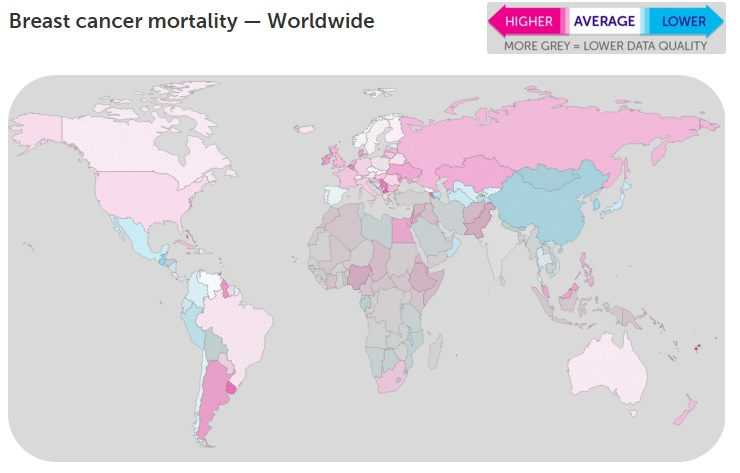 Breast cancer mortality — Worldwide
HIGHER AVERAGE LOWER
MORE GREY = LOWER DATA QUALITY